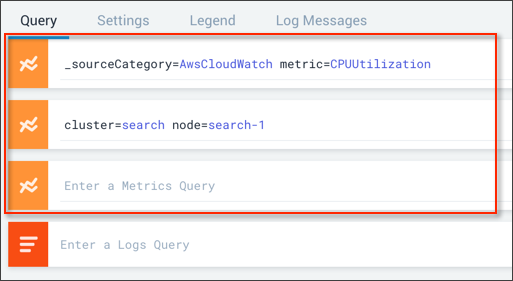 Query Settings Legend Log Messages
_sourceCategory=AwsCloudWatch metric=CPUUtilization
cluster=search node=search-1
Enter a Metrics Query
Enter a Logs Query